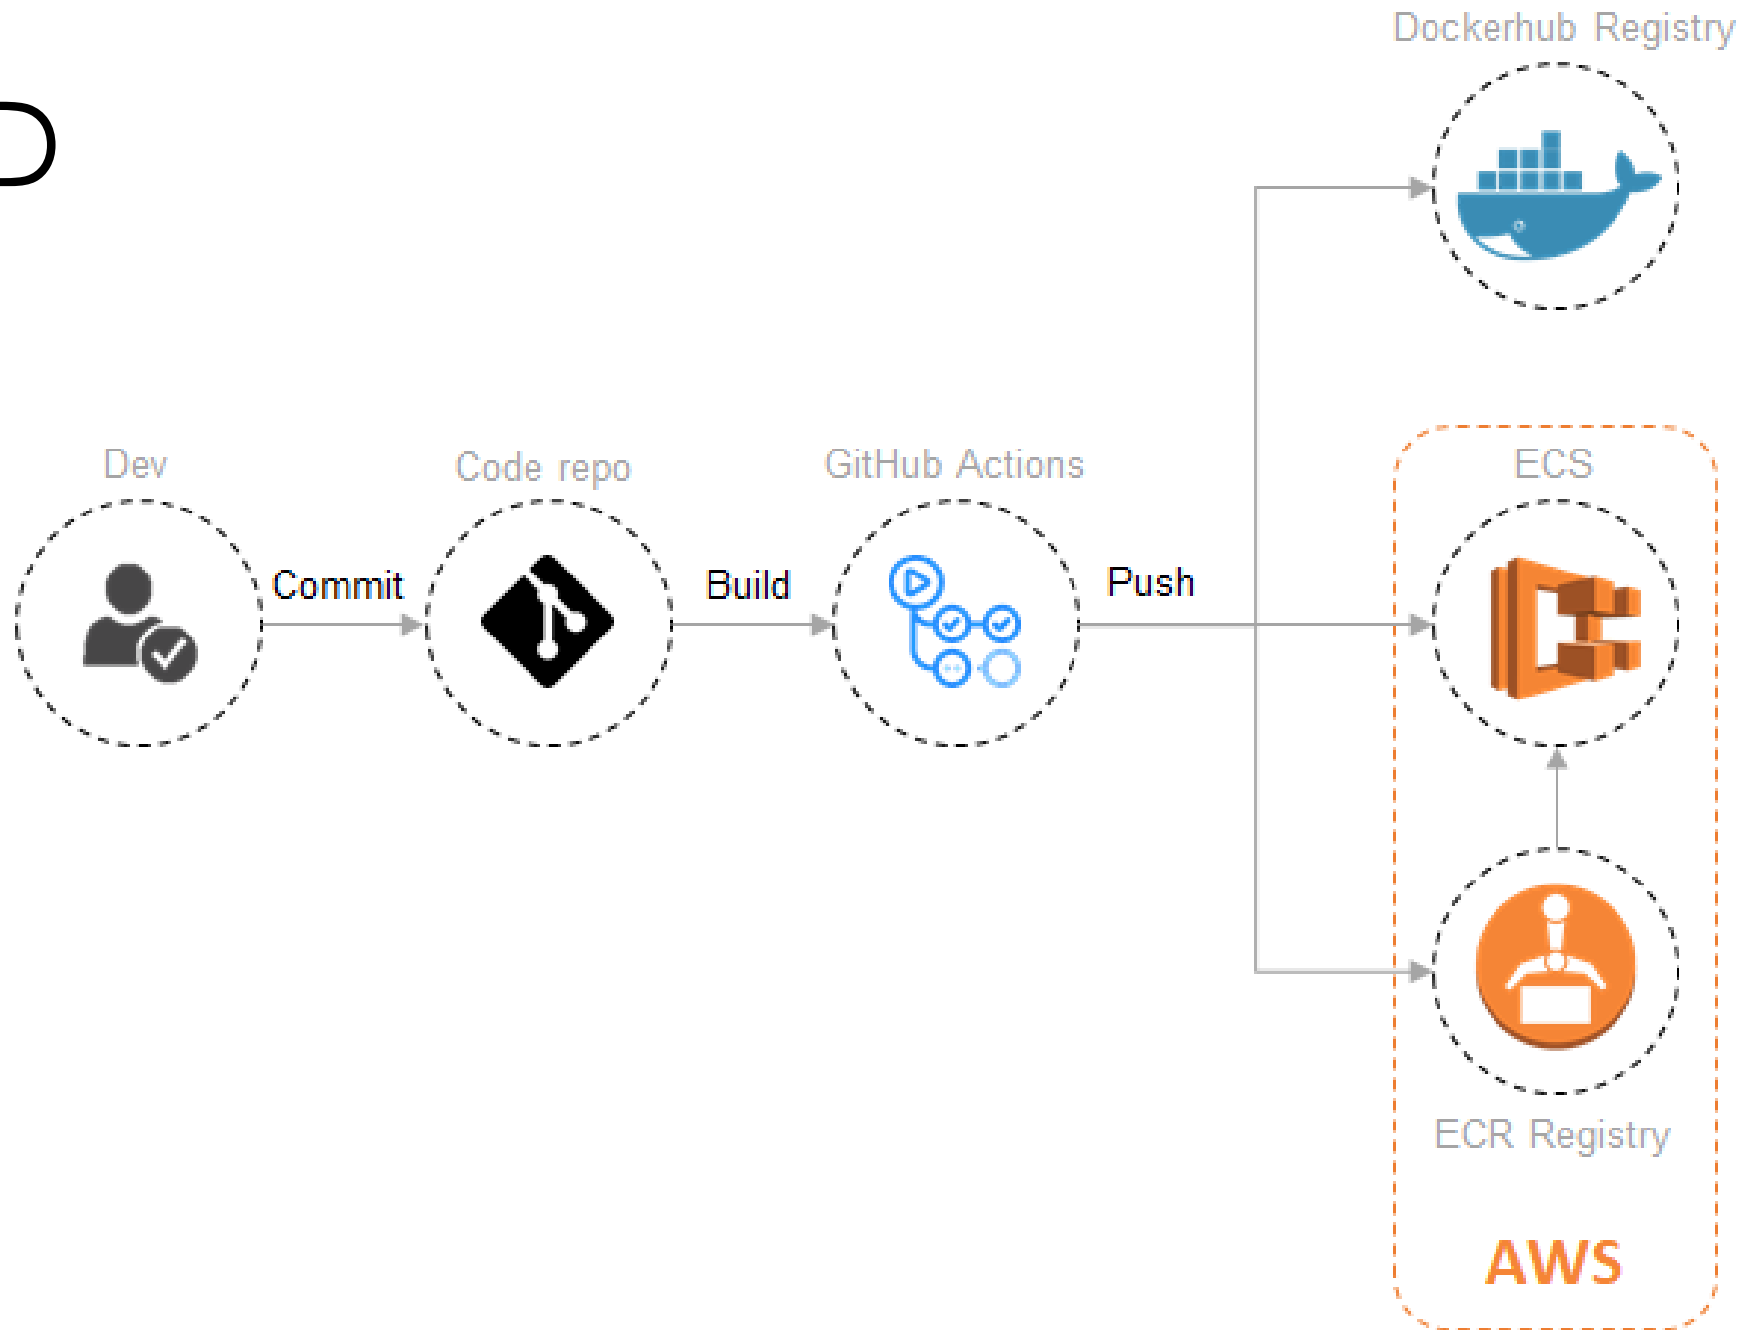 D
Dockerhub Registry
Dev
Code repo
GitHub Actions
ECS
Commit
Build
Push
ECR Registry
AWS